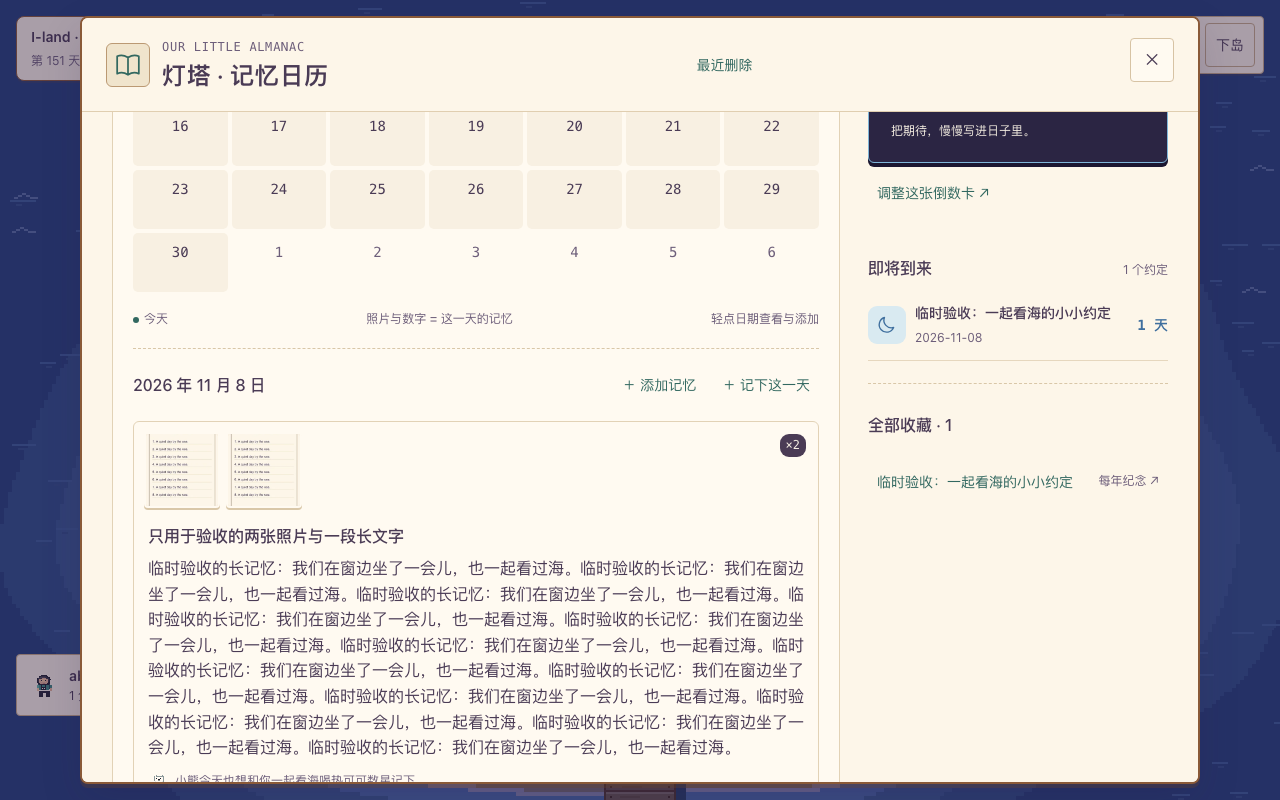 I-land ·
第 151 天
OUR LITTLE ALMANAC
灯塔 · 记忆日历
最近删除
下岛
16 17 18 19 20 21 22
23 24 25 26 27 28 29
30 1 2 3 4 5 6
今天
照片与数字 = 这一天的记忆
轻点日期查看与添加
2026 年 11 月 8 日
+ 添加记忆
+ 记下这一天
×2
只用于验收的两张照片与一段长文字
临时验收的长记忆：我们在窗边坐了一会儿，也一起看过海。临时验收的长记忆：我们在窗边
坐了一会儿，也一起看过海。临时验收的长记忆：我们在窗边坐了一会儿，也一起看过海。临
时验收的长记忆：我们在窗边坐了一会儿，也一起看过海。临时验收的长记忆：我们在窗边坐
了一会儿，也一起看过海。临时验收的长记忆：我们在窗边坐了一会儿，也一起看过海。临时
验收的长记忆：我们在窗边坐了一会儿，也一起看过海。临时验收的长记忆：我们在窗边坐了
一会儿，也一起看过海。临时验收的长记忆：我们在窗边坐了一会儿，也一起看过海。临时验
收的长记忆：我们在窗边坐了一会儿，也一起看过海。临时验收的长记忆：我们在窗边坐了一
会儿，也一起看过海。临时验收的长记忆：我们在窗边坐了一会儿，也一起看过海。
把期待，慢慢写进日子里。
调整这张倒数卡 ↗
即将到来
1 个约定
临时验收：一起看海的小小约定
2026-11-08
1 天
全部收藏 · 1
临时验收：一起看海的小小约定
每年纪念 ↗